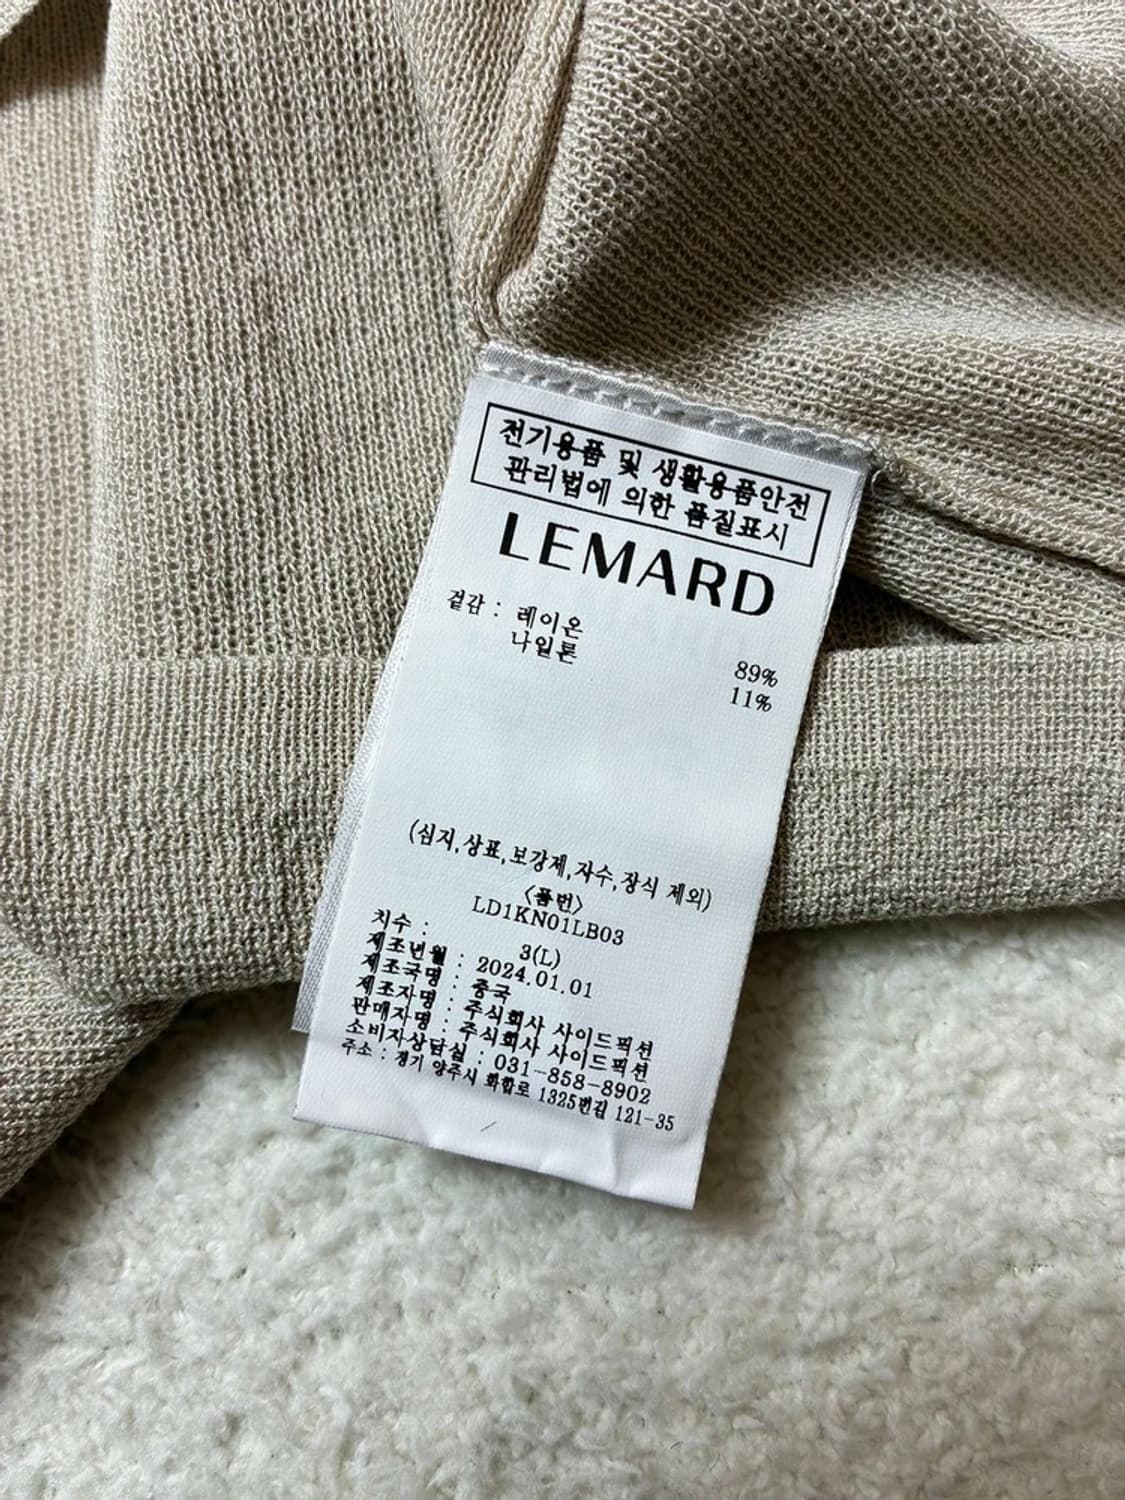 전기용품 및 생활용품안전
관리법에 의한 품질표시
LEMARD
겉감 : 레이온 89%
나일론 11%
(심지,상표,보강제,자수,장식 제외)
<품번>
LD1KN01LB03
치수 : 3(L)
제조년월 : 2024.01.01
제조국명 : 중국
제조자명 : 주식회사 사이드픽션
판매자명 : 주식회사 사이드픽션
소비자상담실 : 031-858-8902
주소 : 경기 양주시 화합로 1325번길 121-35